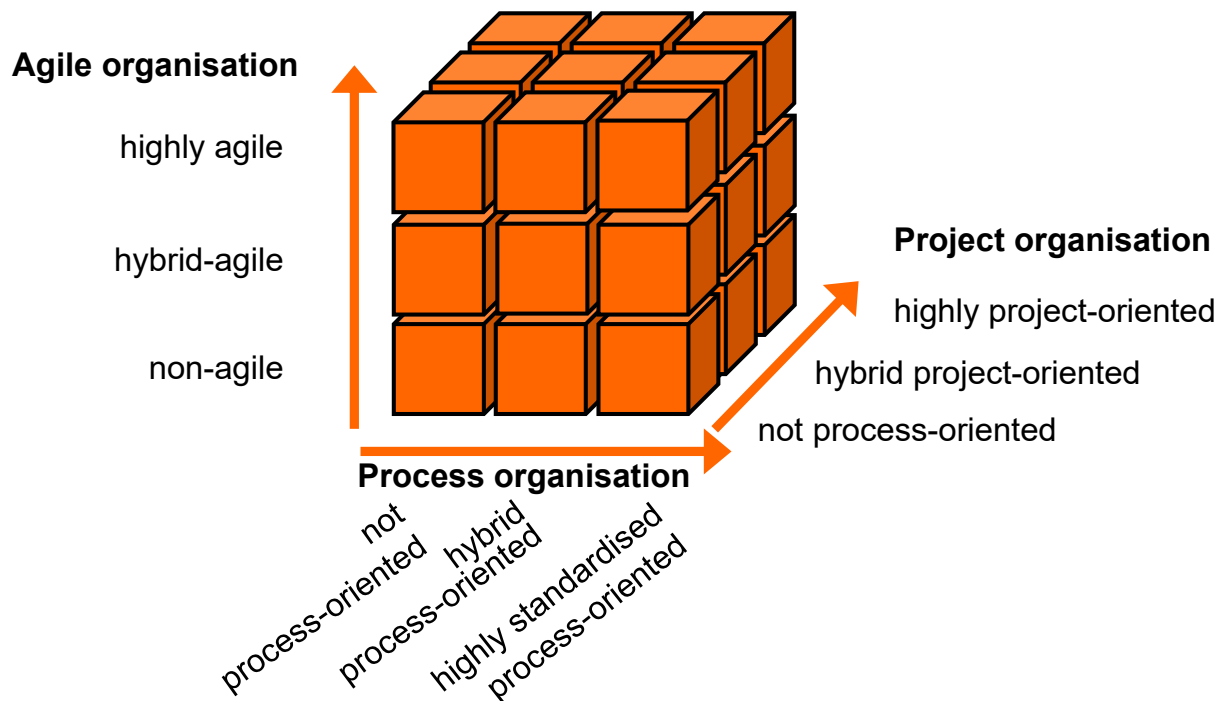 Agile organisation
highly agile
hybrid-agile
non-agile
Project organisation
highly project-oriented
hybrid project-oriented
not process-oriented
Process organisation
not
process-oriented
hybrid
process-oriented
highly standardised
process-oriented